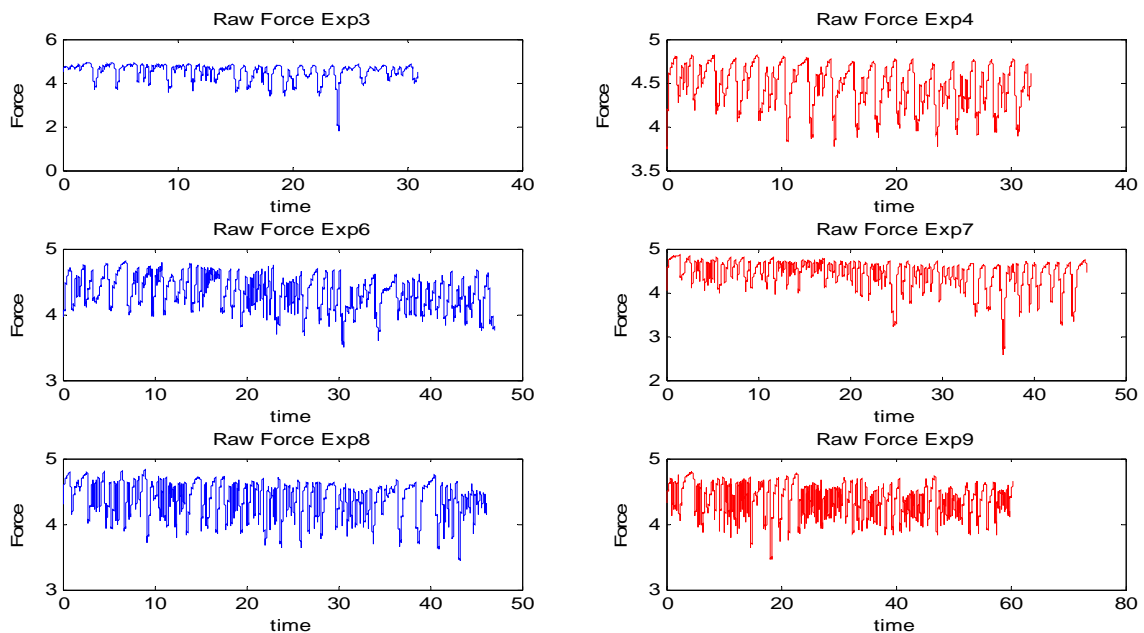 Raw Force Exp3
Force
6
4
2
0
0 10 20 30 40
time
Raw Force Exp4
Force
5
4.5
4
3.5
0 10 20 30 40
time
Raw Force Exp6
Force
5
4
3
0 10 20 30 40 50
time
Raw Force Exp7
Force
5
4
3
2
0 10 20 30 40 50
time
Raw Force Exp8
Force
5
4
3
0 10 20 30 40 50
time
Raw Force Exp9
Force
5
4
3
0 20 40 60 80
time